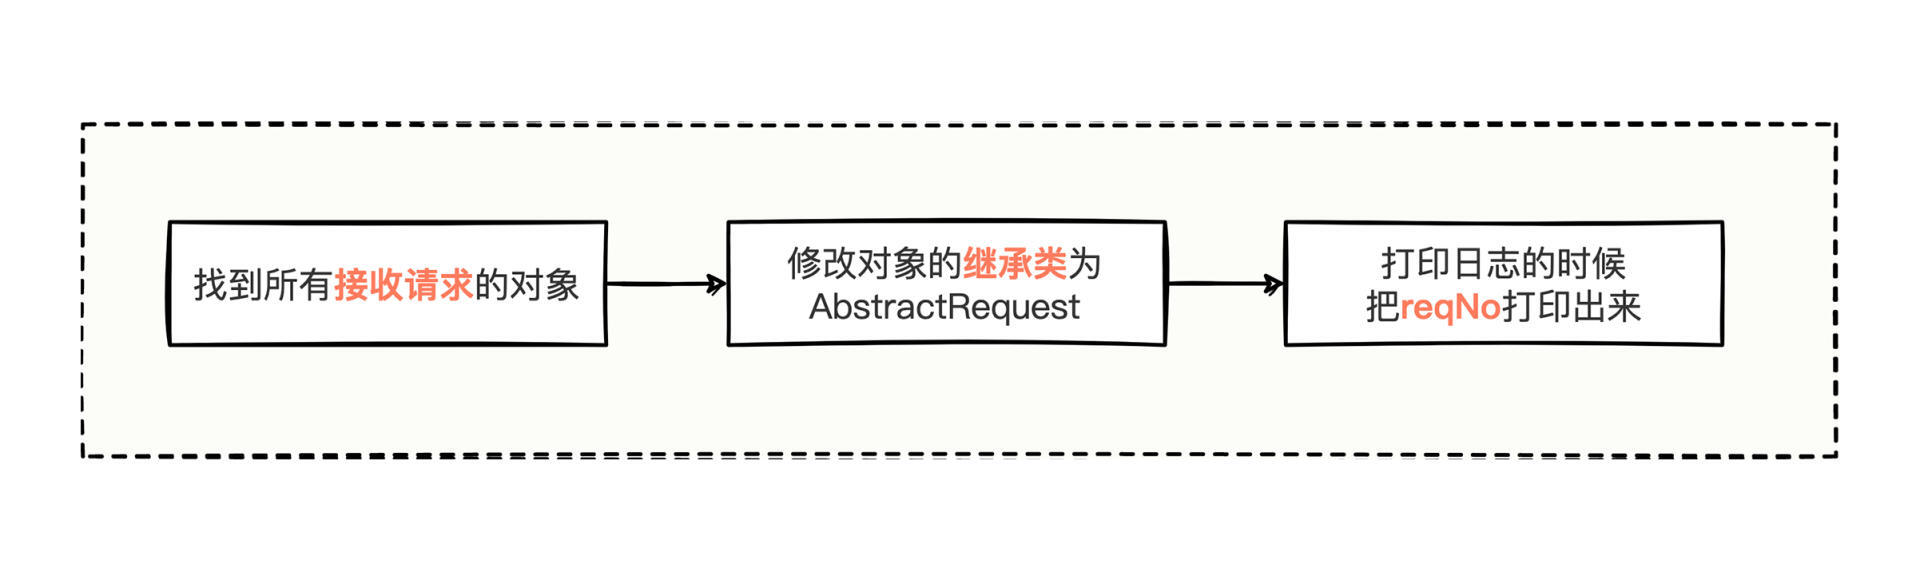 找到所有接收请求的对象
修改对象的继承类为
AbstractRequest
打印日志的时候
把reqNo打印出来